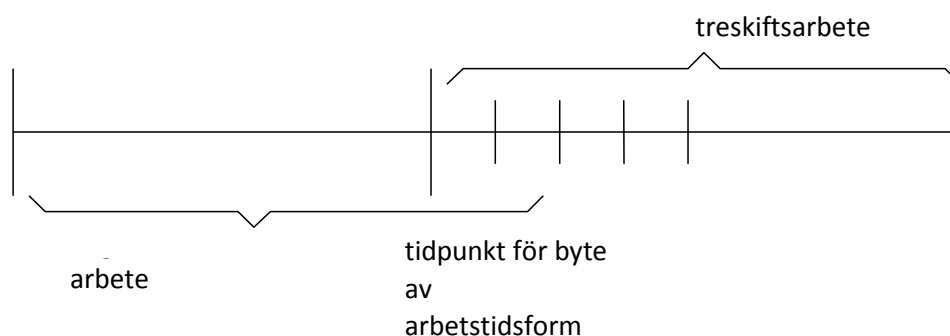 treskiftsarbete
arbete
tidpunkt för byte
av
arbetstidsform